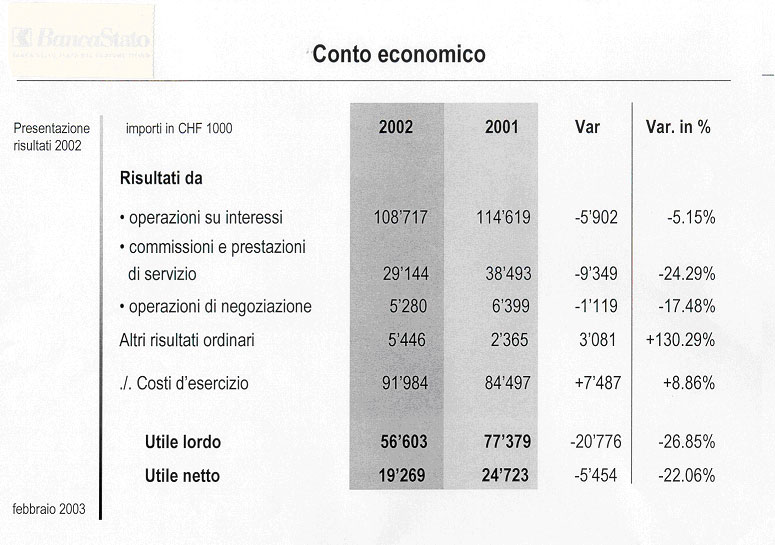 BancaStato
Conto economico
Presentazione
risultati 2002
importi in CHF 1000 2002 2001 Var Var. in %
Risultati da
• operazioni su interessi 108’717 114’619 -5’902 -5.15%
• commissioni e prestazioni
di servizio 29’144 38’493 -9’349 -24.29%
• operazioni di negoziazione 5’280 6’399 -1’119 -17.48%
Altri risultati ordinari 5’446 2’365 3’081 +130.29%
./. Costi d’esercizio 91’984 84’497 +7’487 +8.86%
Utile lordo 56’603 77’379 -20’776 -26.85%
Utile netto 19’269 24’723 -5’454 -22.06%
febbraio 2003